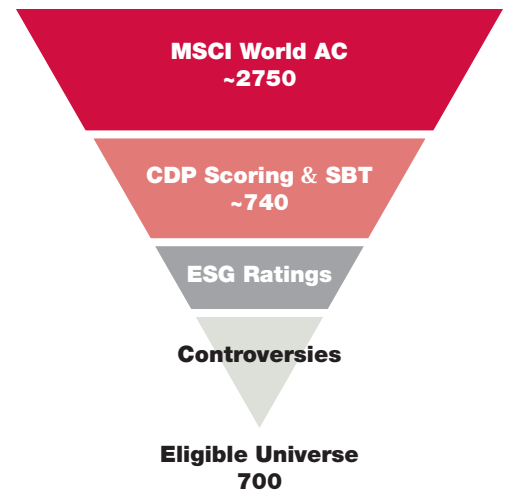 MSCI World AC
~2750
CDP Scoring & SBT
~740
ESG Ratings
Controversies
Eligible Universe
700